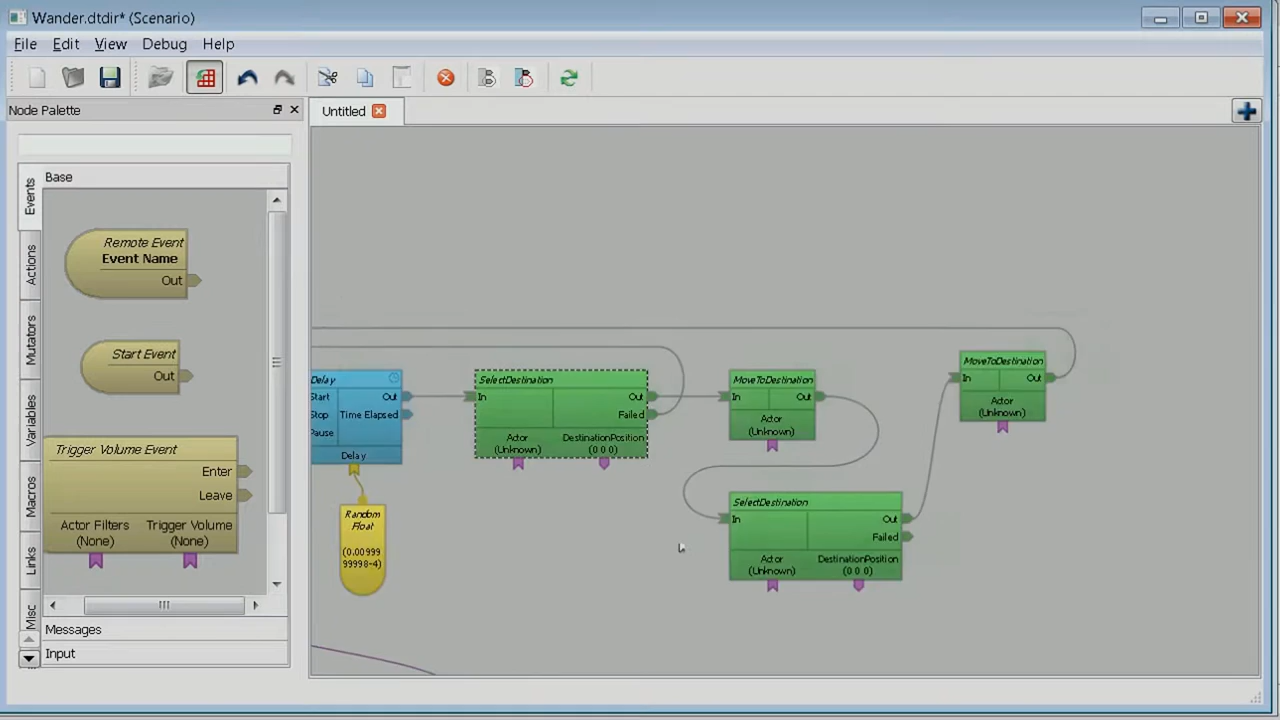 Wander.dtdir* (Scenario)
File Edit View Debug Help
Node Palette
Untitled
Base
Events
Actions
Mutators
Variables
Macros
Links
Misc
Remote Event
Event Name
Out
Start Event
Out
Trigger Volume Event
Enter
Leave
Actor Filters
(None)
Trigger Volume
(None)
Messages
Input
Delay
Start
Out
Stop
Time Elapsed
Pause
Delay
Random
Float
(0.00999
99998-4)
SelectDestination
In
Out
Failed
Actor
(Unknown)
DestinationPosition
(0 0 0)
MoveToDestination
In
Out
Actor
(Unknown)
SelectDestination
In
Out
Failed
Actor
(Unknown)
DestinationPosition
(0 0 0)
MoveToDestination
In
Out
Actor
(Unknown)